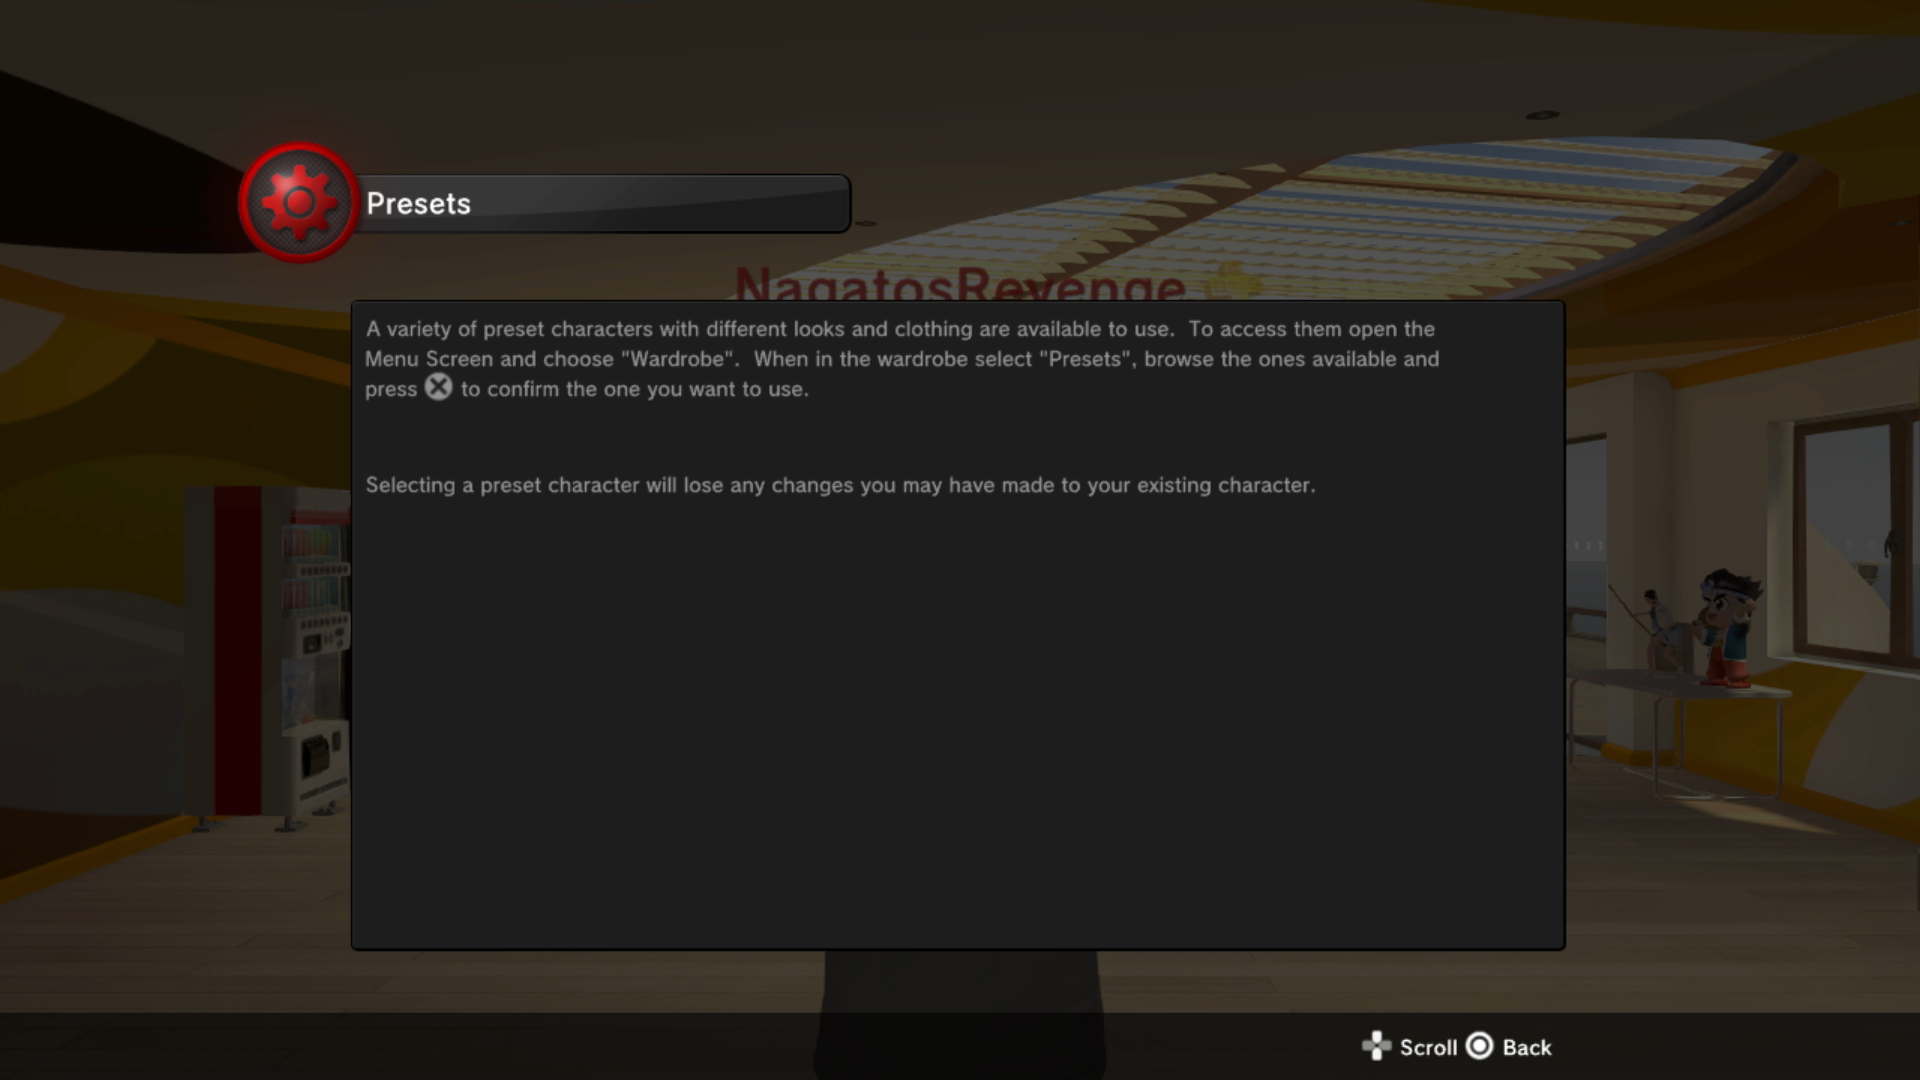 Presets
NagatosRevenge
A variety of preset characters with different looks and clothing are available to use.  To access them open the
Menu Screen and choose "Wardrobe".  When in the wardrobe select "Presets", browse the ones available and
press to confirm the one you want to use.
Selecting a preset character will lose any changes you may have made to your existing character.
Scroll Back